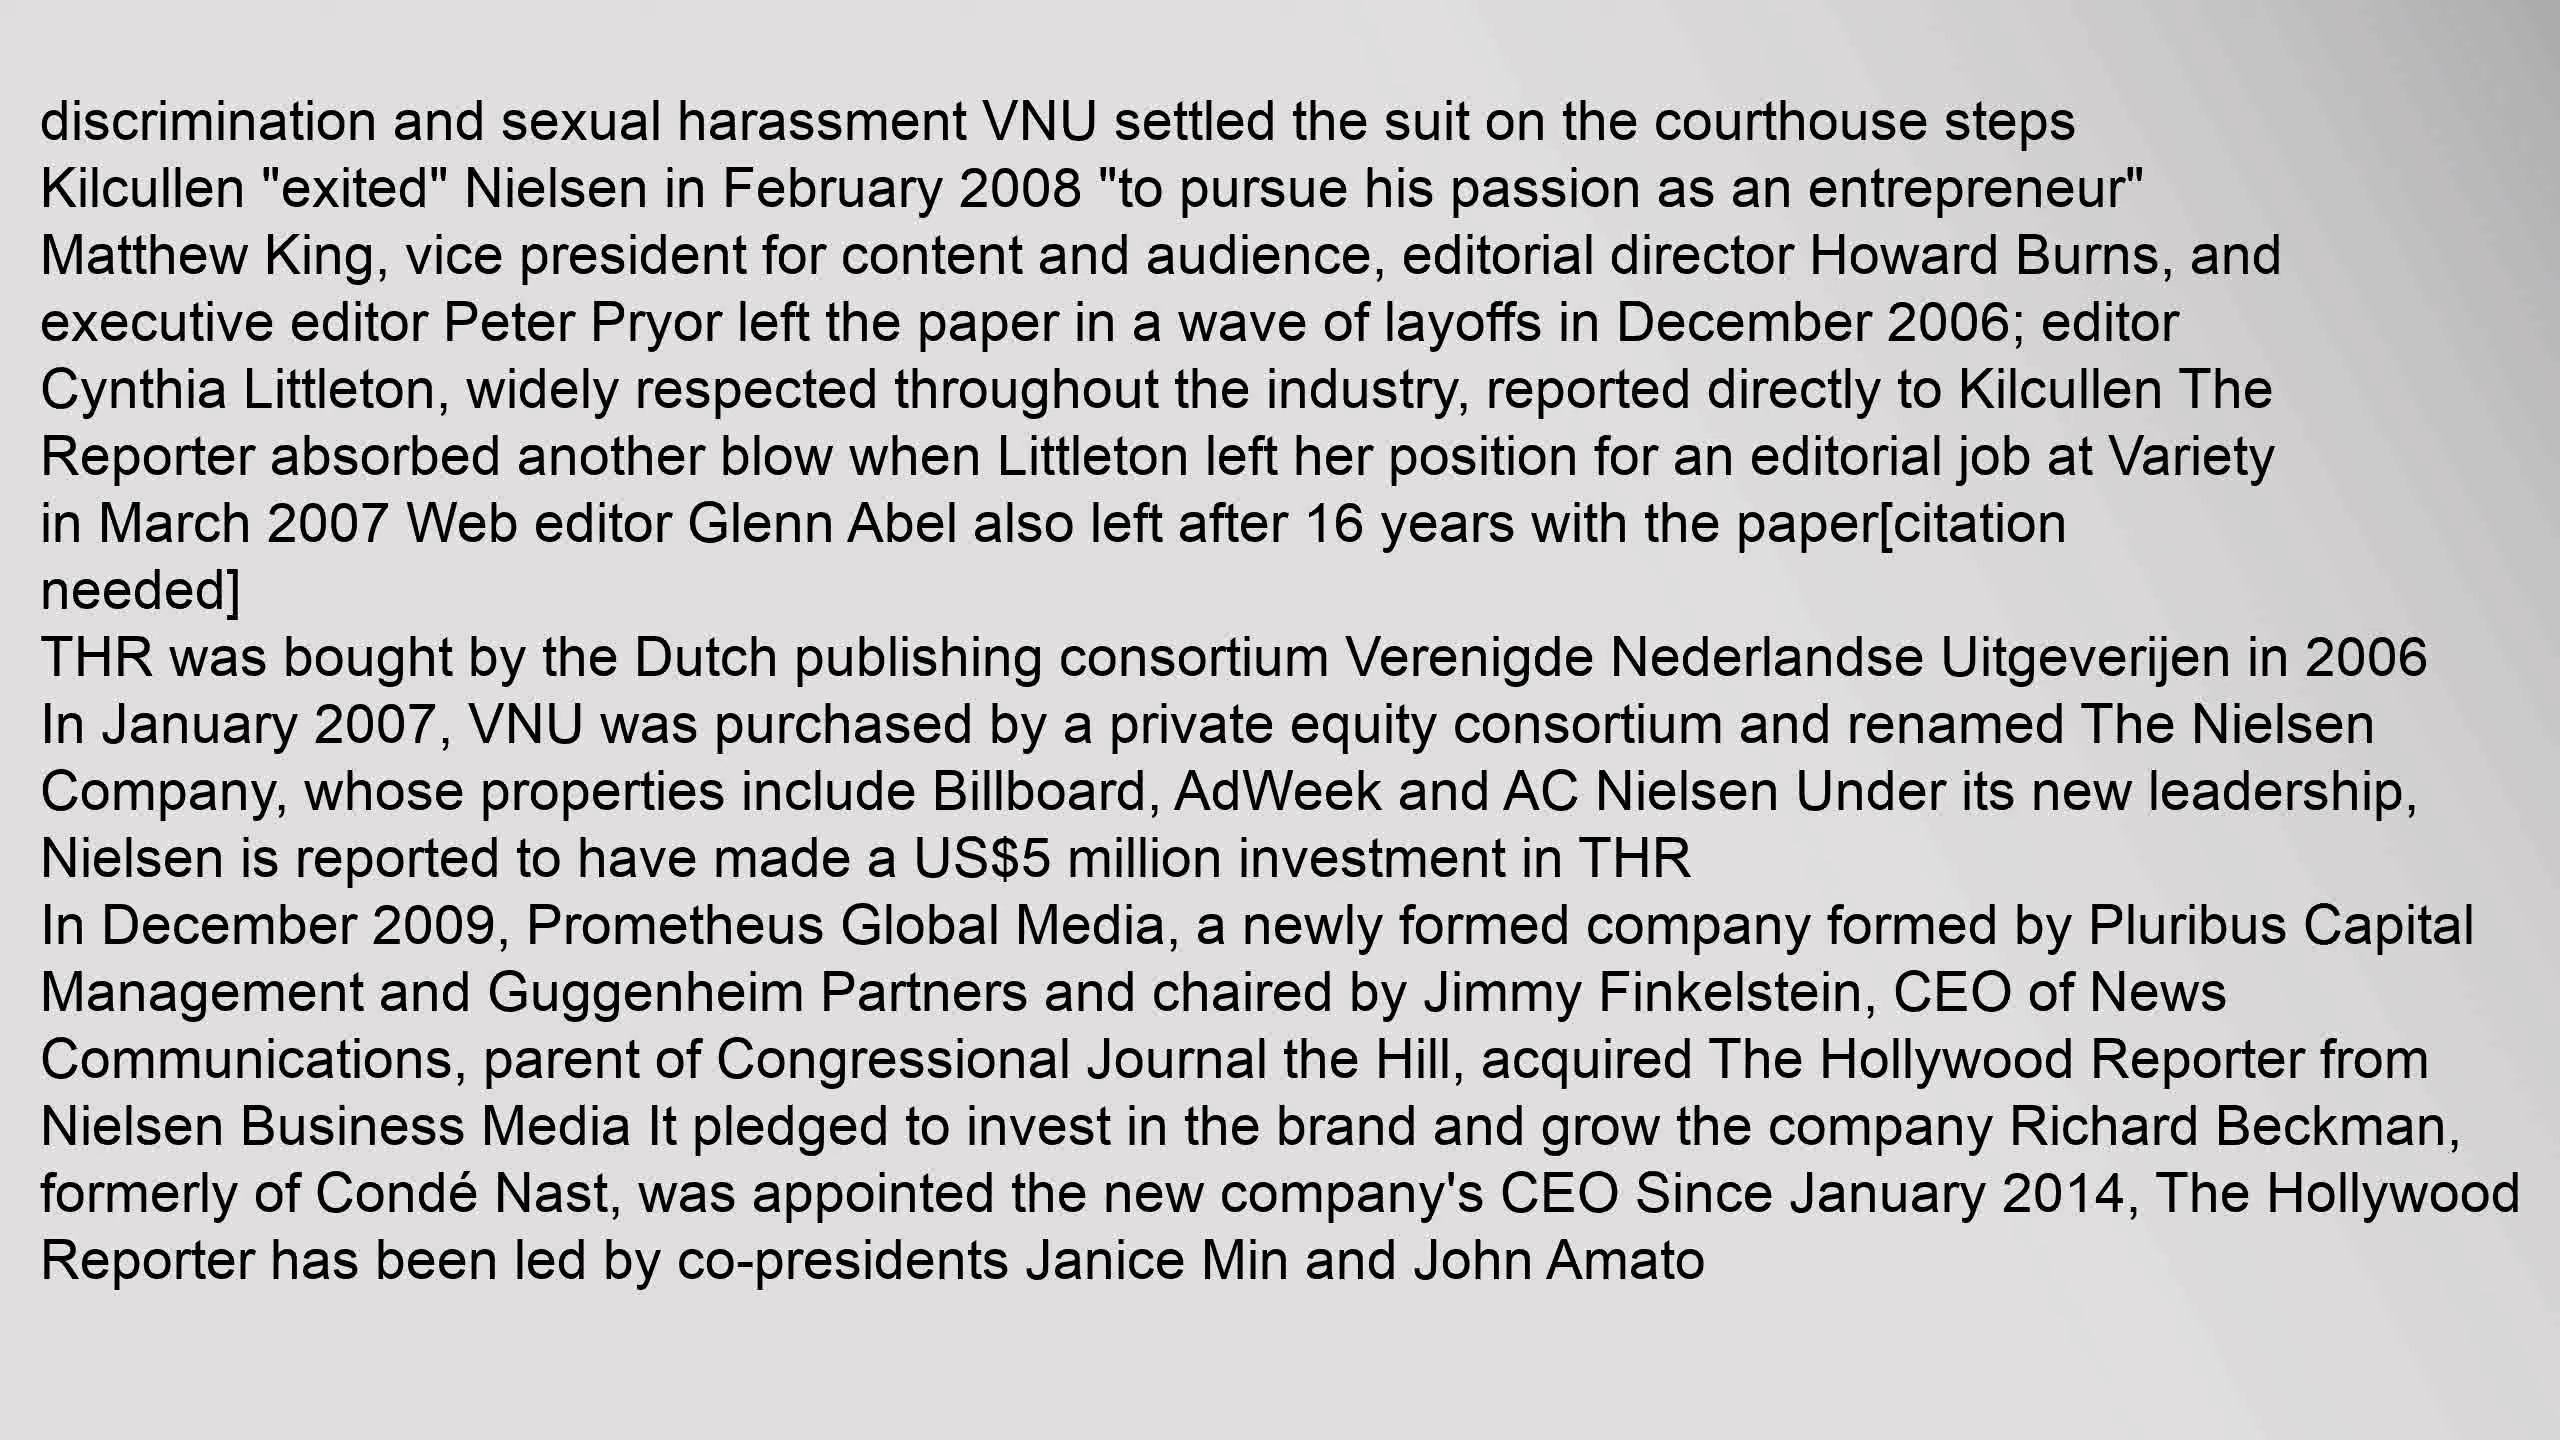 discrimination and sexual harassment VNU settled the suit on the courthouse steps
Kilcullen "exited" Nielsen in February 2008 "to pursue his passion as an entrepreneur"
Matthew King, vice president for content and audience, editorial director Howard Burns, and
executive editor Peter Pryor left the paper in a wave of layoffs in December 2006; editor
Cynthia Littleton, widely respected throughout the industry, reported directly to Kilcullen The
Reporter absorbed another blow when Littleton left her position for an editorial job at Variety
in March 2007 Web editor Glenn Abel also left after 16 years with the paper[citation
needed]
THR was bought by the Dutch publishing consortium Verenigde Nederlandse Uitgeverijen in 2006
In January 2007, VNU was purchased by a private equity consortium and renamed The Nielsen
Company, whose properties include Billboard, AdWeek and AC Nielsen Under its new leadership,
Nielsen is reported to have made a US$5 million investment in THR
In December 2009, Prometheus Global Media, a newly formed company formed by Pluribus Capital
Management and Guggenheim Partners and chaired by Jimmy Finkelstein, CEO of News
Communications, parent of Congressional Journal the Hill, acquired The Hollywood Reporter from
Nielsen Business Media It pledged to invest in the brand and grow the company Richard Beckman,
formerly of Condé Nast, was appointed the new company's CEO Since January 2014, The Hollywood
Reporter has been led by co-presidents Janice Min and John Amato